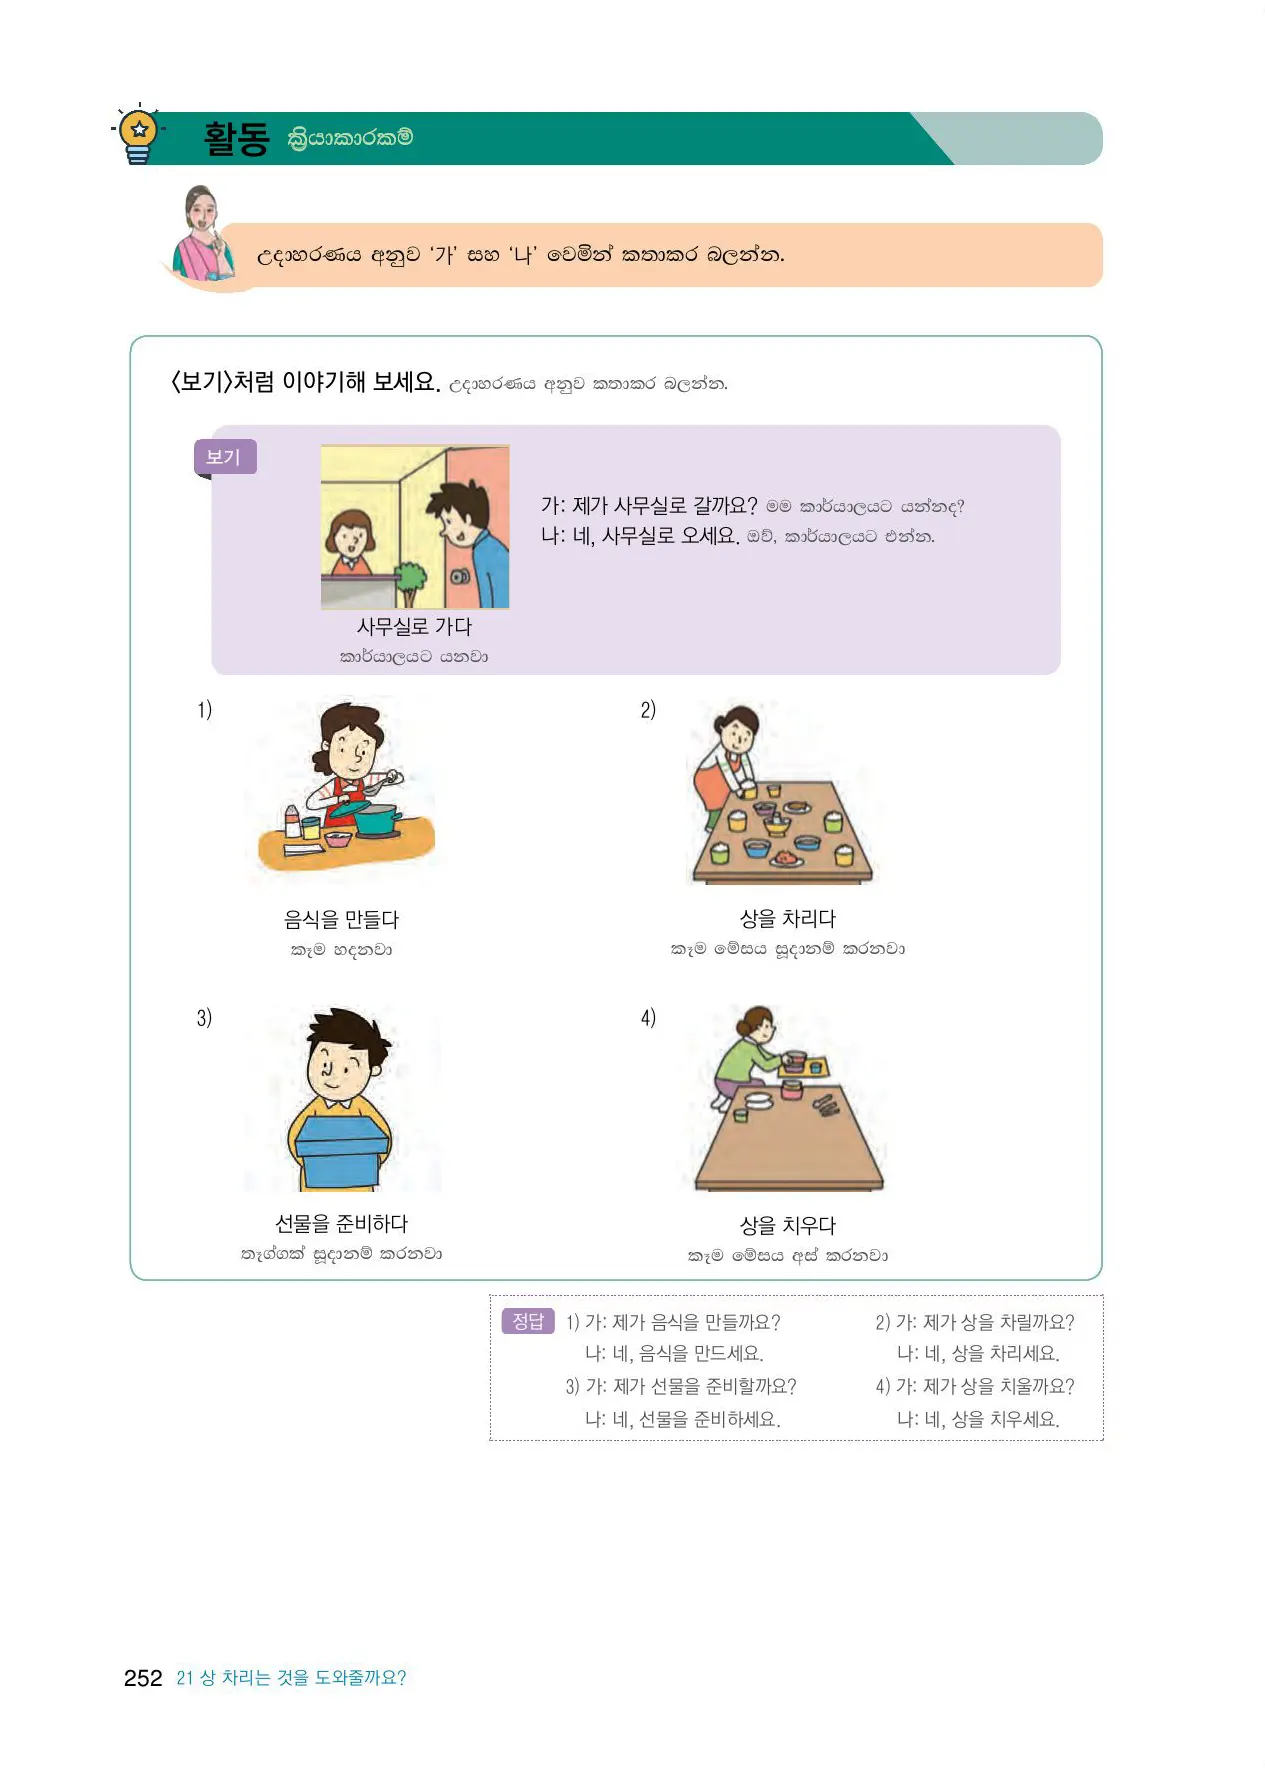 활동 ක්‍රියාකාරකම්
උදාහරණය අනුව ‘가’ සහ ‘나’ වෙමින් කතාකර බලන්න.
〈보기〉처럼 이야기해 보세요. උදාහරණය අනුව කතාකර බලන්න.
보기
가: 제가 사무실로 갈까요? මම කාර්යාලයට යන්නද?
나: 네, 사무실로 오세요. ඔව්, කාර්යාලයට එන්න.
사무실로 가다
කාර්යාලයට යනවා
1)
음식을 만들다
කෑම හදනවා
2)
상을 차리다
කෑම මේසය සූදානම් කරනවා
3)
선물을 준비하다
තෑග්ගක් සූදානම් කරනවා
4)
상을 치우다
කෑම මේසය අස් කරනවා
정답
1) 가: 제가 음식을 만들까요?
나: 네, 음식을 만드세요.
2) 가: 제가 상을 차릴까요?
나: 네, 상을 차리세요.
3) 가: 제가 선물을 준비할까요?
나: 네, 선물을 준비하세요.
4) 가: 제가 상을 치울까요?
나: 네, 상을 치우세요.
252 21 상 차리는 것을 도와줄까요?